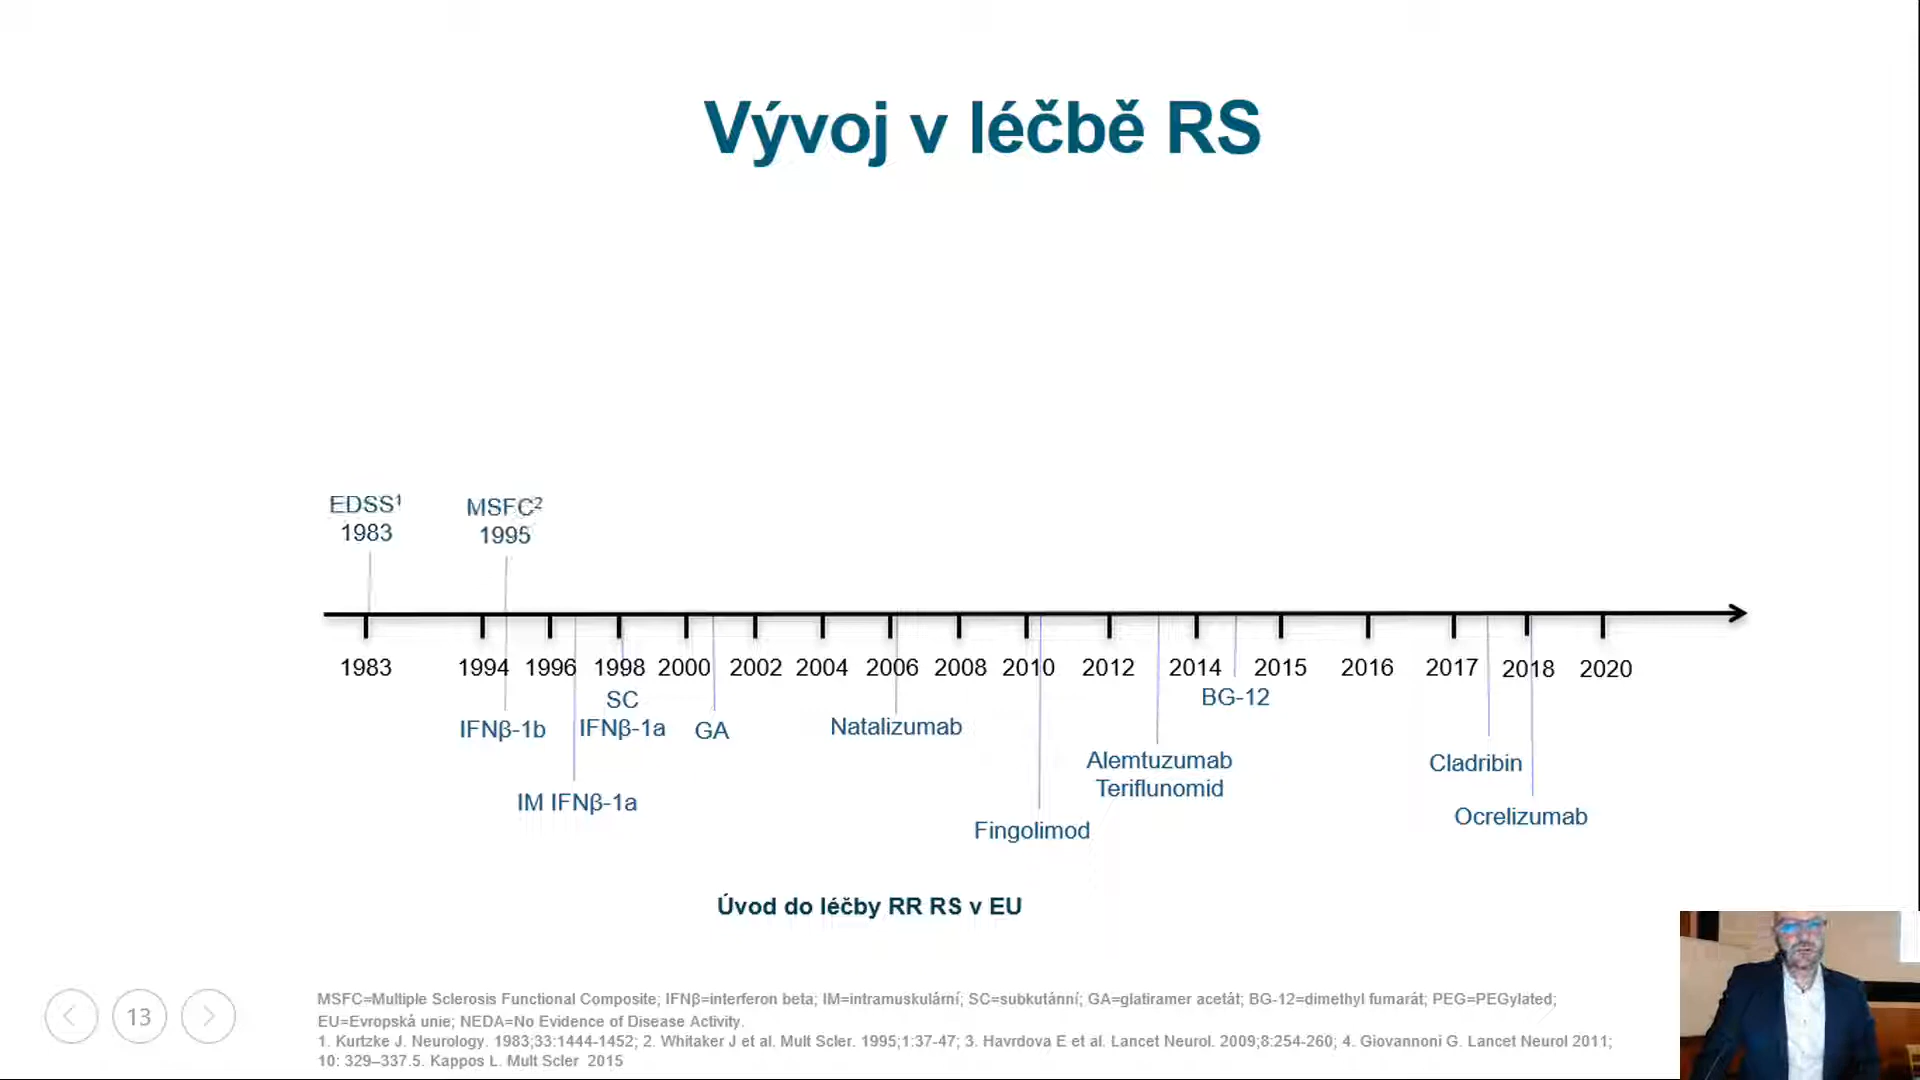 Vývoj v léčbě RS
EDSS¹
1983
MSFC²
1995
1983 1994 1996 1998 2000 2002 2004 2006 2008 2010 2012 2014 2015 2016 2017 2018 2020
IFNβ-1b
IM IFNβ-1a
SC
IFNβ-1a
GA
Natalizumab
Fingolimod
Alemtuzumab
Teriflunomid
BG-12
Cladribin
Ocrelizumab
Úvod do léčby RR RS v EU
13
MSFC=Multiple Sclerosis Functional Composite; IFNβ=interferon beta; IM=intramuskulární; SC=subkutánní; GA=glatiramer acetát; BG-12=dimethyl fumarát; PEG=PEGylated;
EU=Evropská unie; NEDA=No Evidence of Disease Activity.
1. Kurtzke J. Neurology. 1983;33:1444-1452; 2. Whitaker J et al. Mult Scler. 1995;1:37-47; 3. Havrdova E et al. Lancet Neurol. 2009;8:254-260; 4. Giovannoni G. Lancet Neurol 2011;
10: 329–337.5. Kappos L. Mult Scler 2015